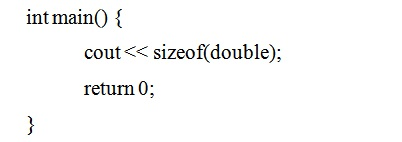 int main() {
cout << sizeof(double);
return 0;
}